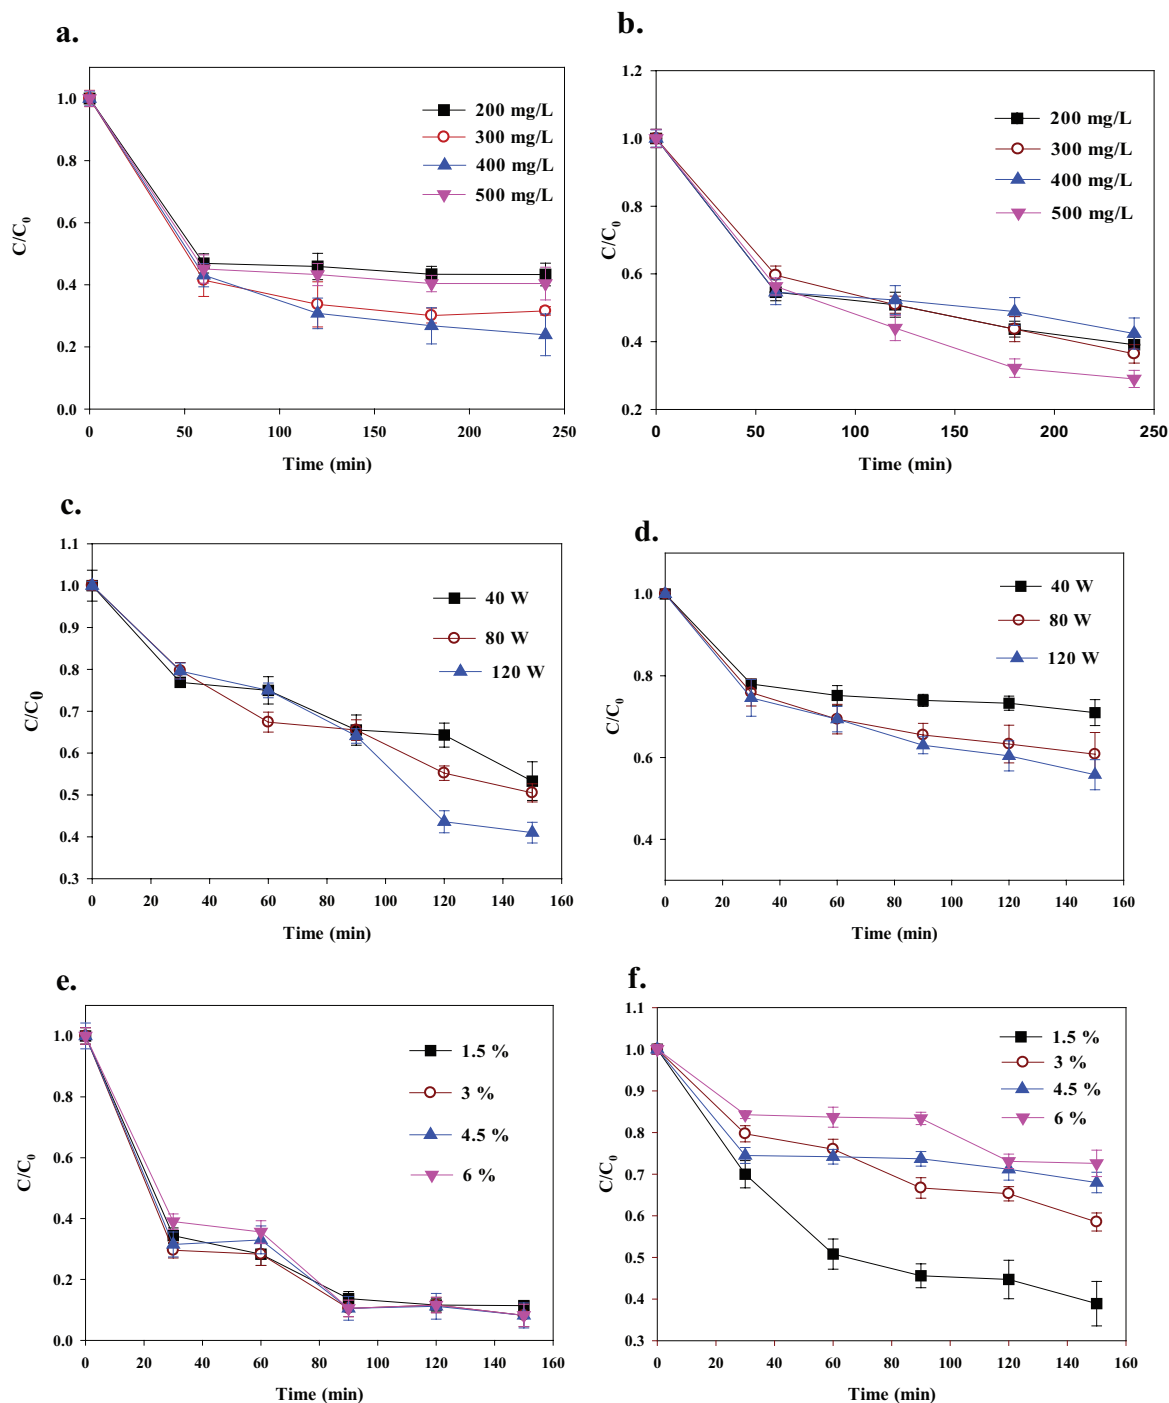 a.
C/C0
1.0
0.8
0.6
0.4
0.2
0.0
200 mg/L
300 mg/L
400 mg/L
500 mg/L
0 50 100 150 200 250
Time (min)
b.
C/C0
1.2
1.0
0.8
0.6
0.4
0.2
200 mg/L
300 mg/L
400 mg/L
500 mg/L
0 50 100 150 200 250
Time (min)
c.
C/C0
1.1
1.0
0.9
0.8
0.7
0.6
0.5
0.4
0.3
40 W
80 W
120 W
0 20 40 60 80 100 120 140 160
Time (min)
d.
C/C0
1.0
0.8
0.6
0.4
40 W
80 W
120 W
0 20 40 60 80 100 120 140 160
Time (min)
e.
C/C0
1.0
0.8
0.6
0.4
0.2
0.0
1.5 %
3 %
4.5 %
6 %
0 20 40 60 80 100 120 140 160
Time (min)
f.
C/C0
1.1
1.0
0.9
0.8
0.7
0.6
0.5
0.4
0.3
1.5 %
3 %
4.5 %
6 %
0 20 40 60 80 100 120 140 160
Time (min)